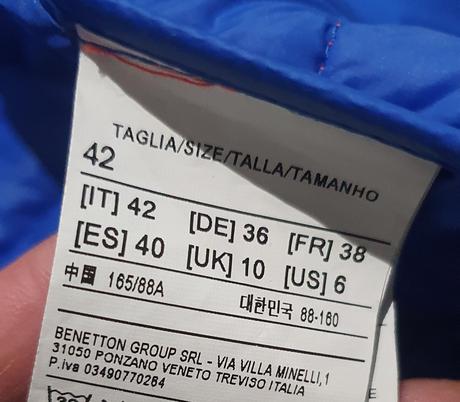 TAGLIA/SIZE/TALLA/TAMANHO
42
[IT] 42 [DE] 36 [FR] 38
[ES] 40 [UK] 10 [US] 6
中国 165/88A 대한민국 88-160
BENETTON GROUP SRL - VIA VILLA MINELLI,1
31050 PONZANO VENETO TREVISO ITALIA
P.iva 03490770264
E